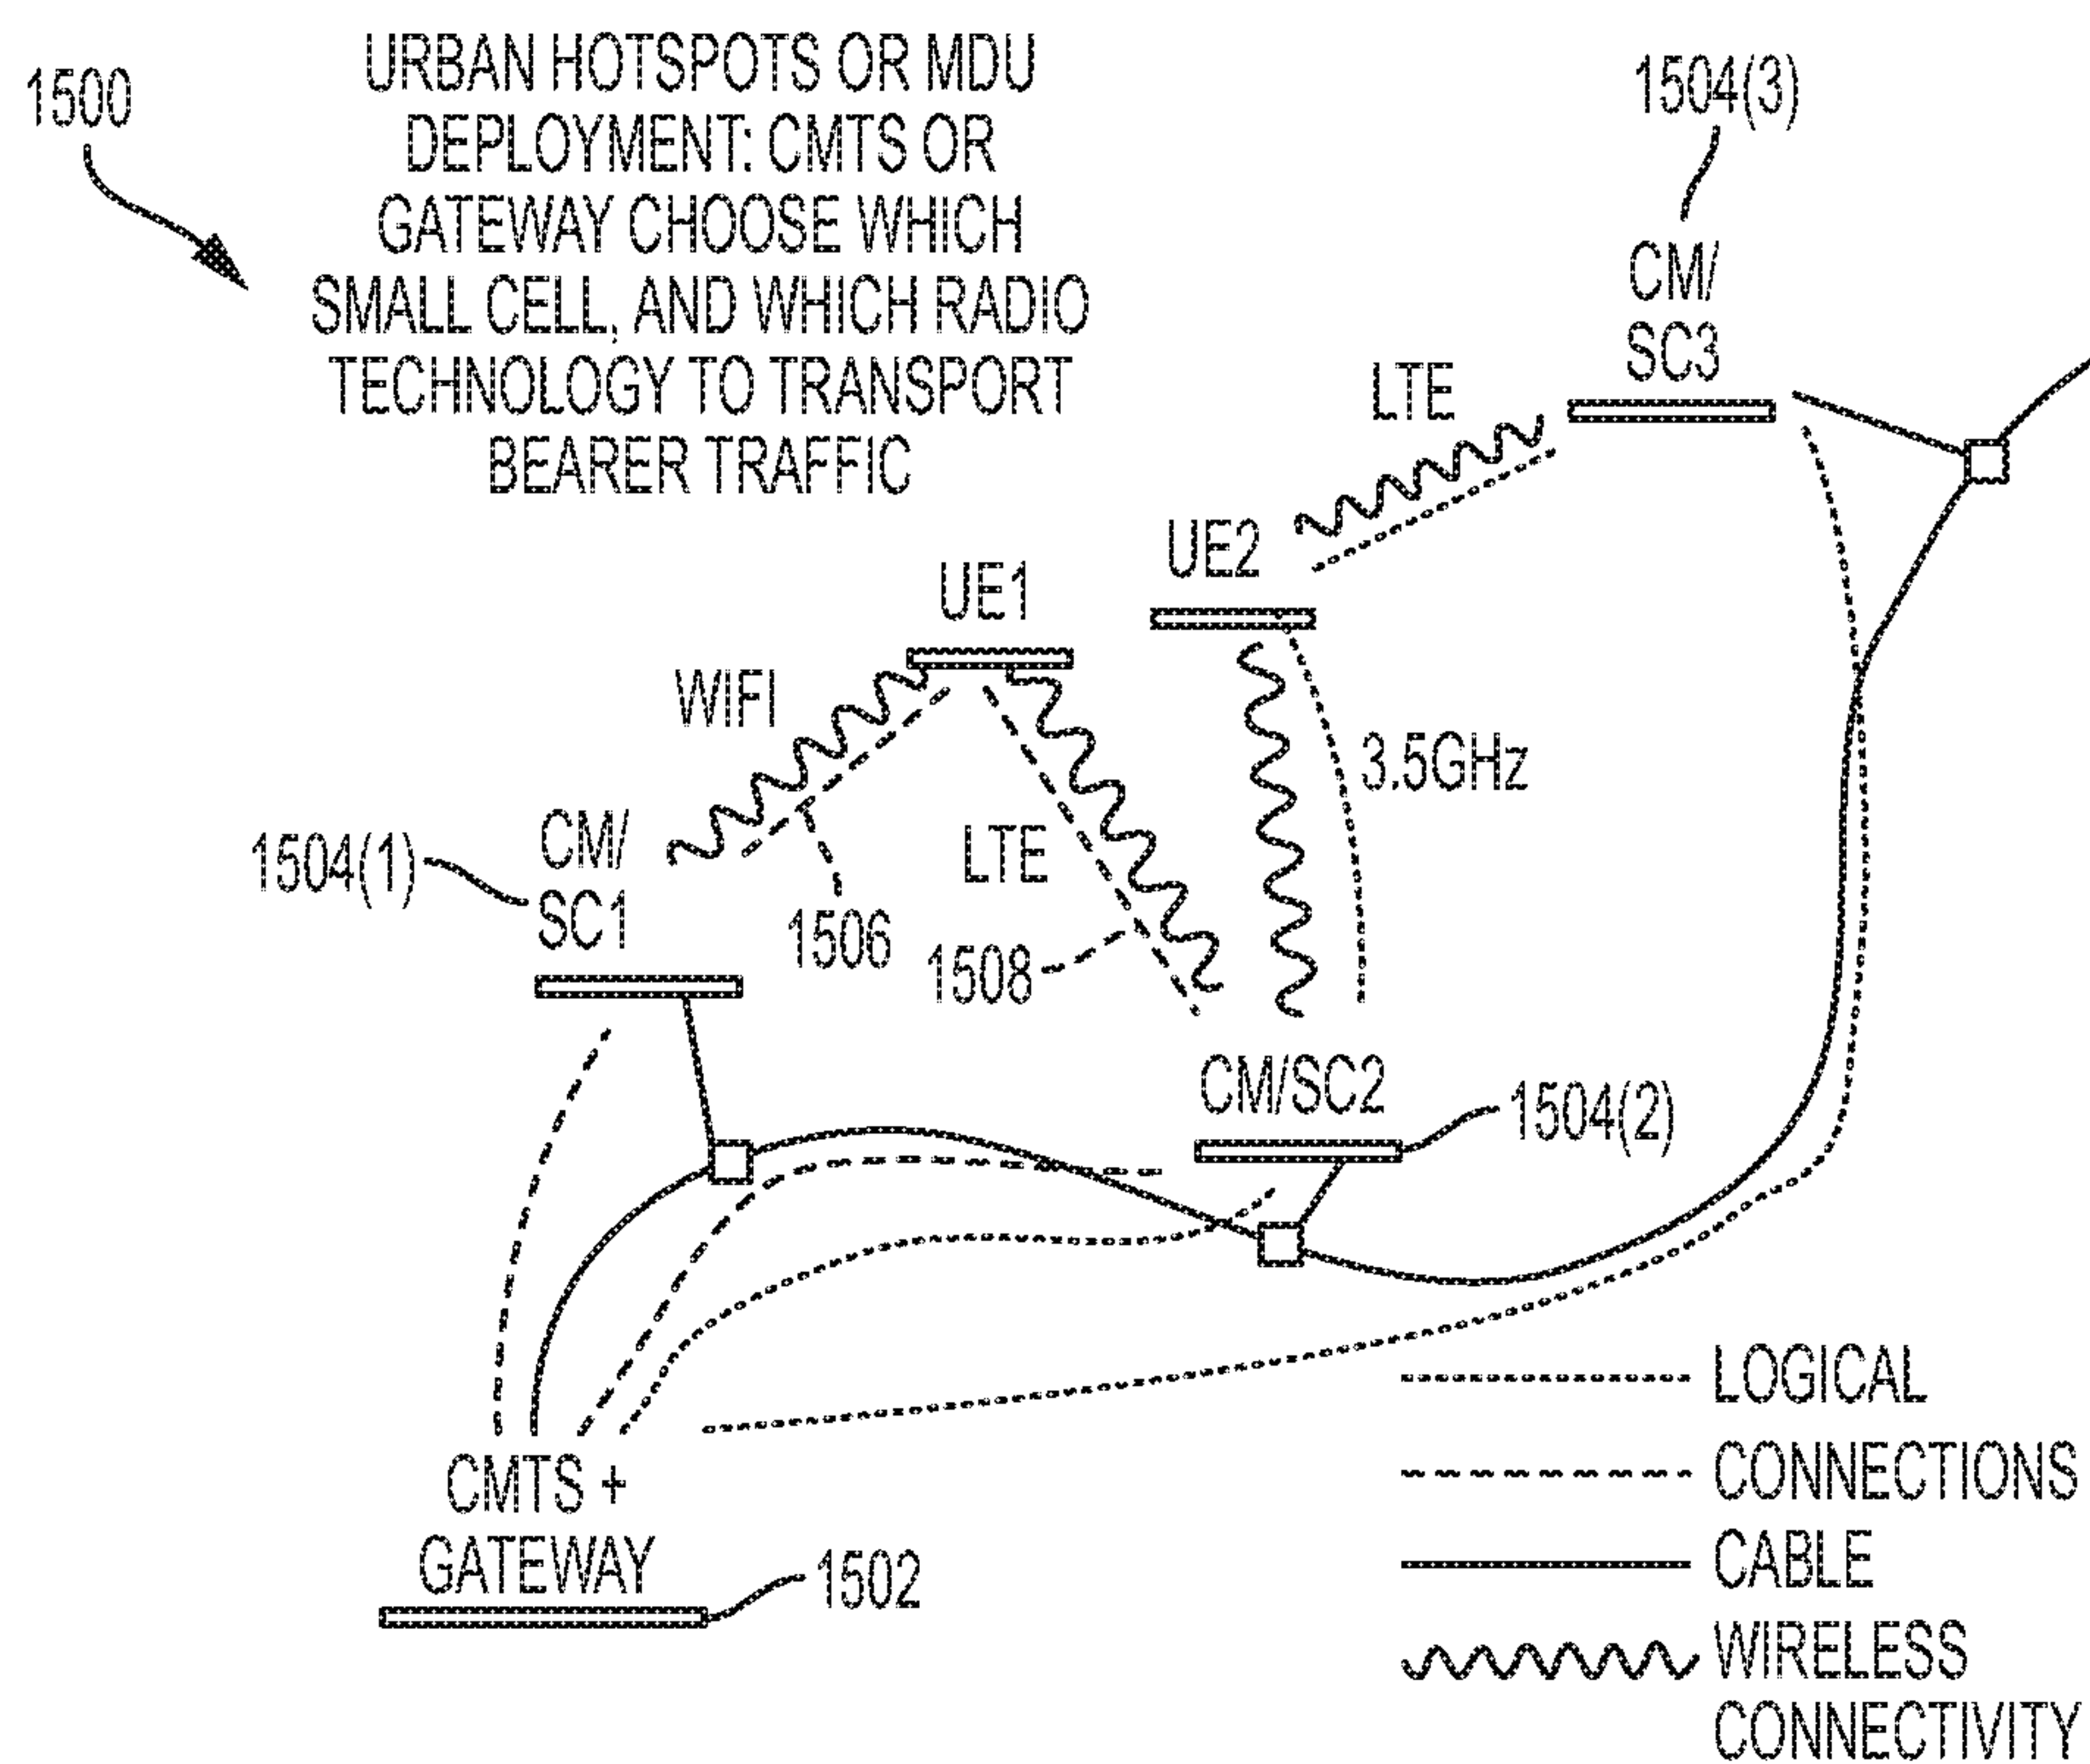 1500
URBAN HOTSPOTS OR MDU
DEPLOYMENT: CMTS OR
GATEWAY CHOOSE WHICH
SMALL CELL, AND WHICH RADIO
TECHNOLOGY TO TRANSPORT
BEARER TRAFFIC
1504(3)
CM/
SC3
LTE
UE2
UE1
WIFI
3.5GHz
CM/
SC1
1504(1)
LTE
1506
1508
CM/SC2
1504(2)
CMTS +
GATEWAY
1502
LOGICAL
CONNECTIONS
CABLE
WIRELESS
CONNECTIVITY